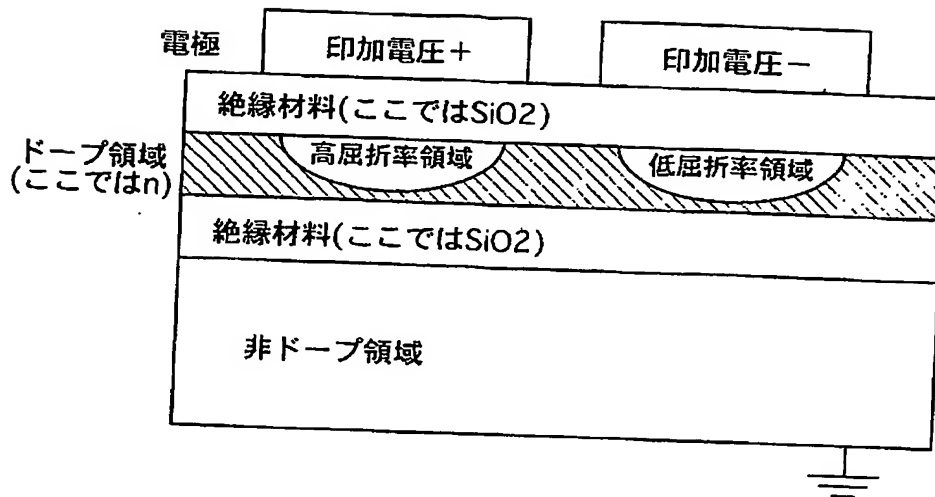 電極
印加電圧+
印加電圧−
絶縁材料(ここではSiO2)
ドープ領域
(ここではn)
高屈折率領域
低屈折率領域
絶縁材料(ここではSiO2)
非ドープ領域